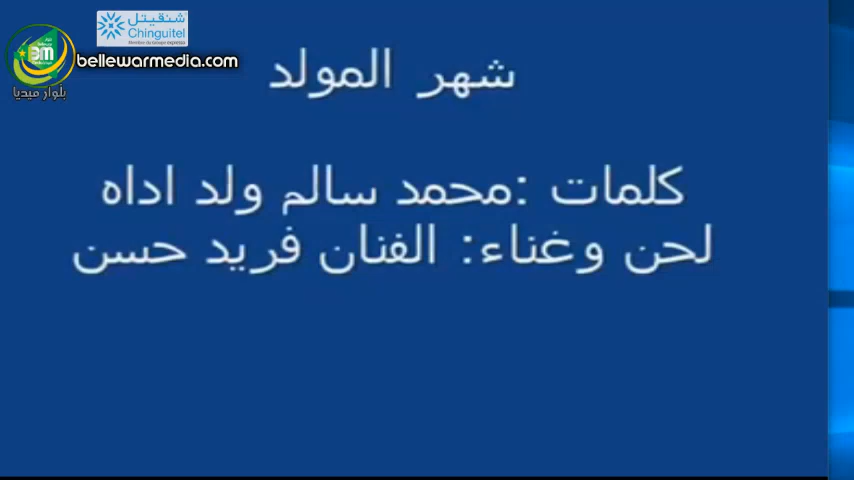 شنقيتل
Chinguitel
bellewarmedia.com
بلوار ميديا
شهر المولد
كلمات :محمد سالم ولد اداه
لحن وغناء: الفنان فريد حسن